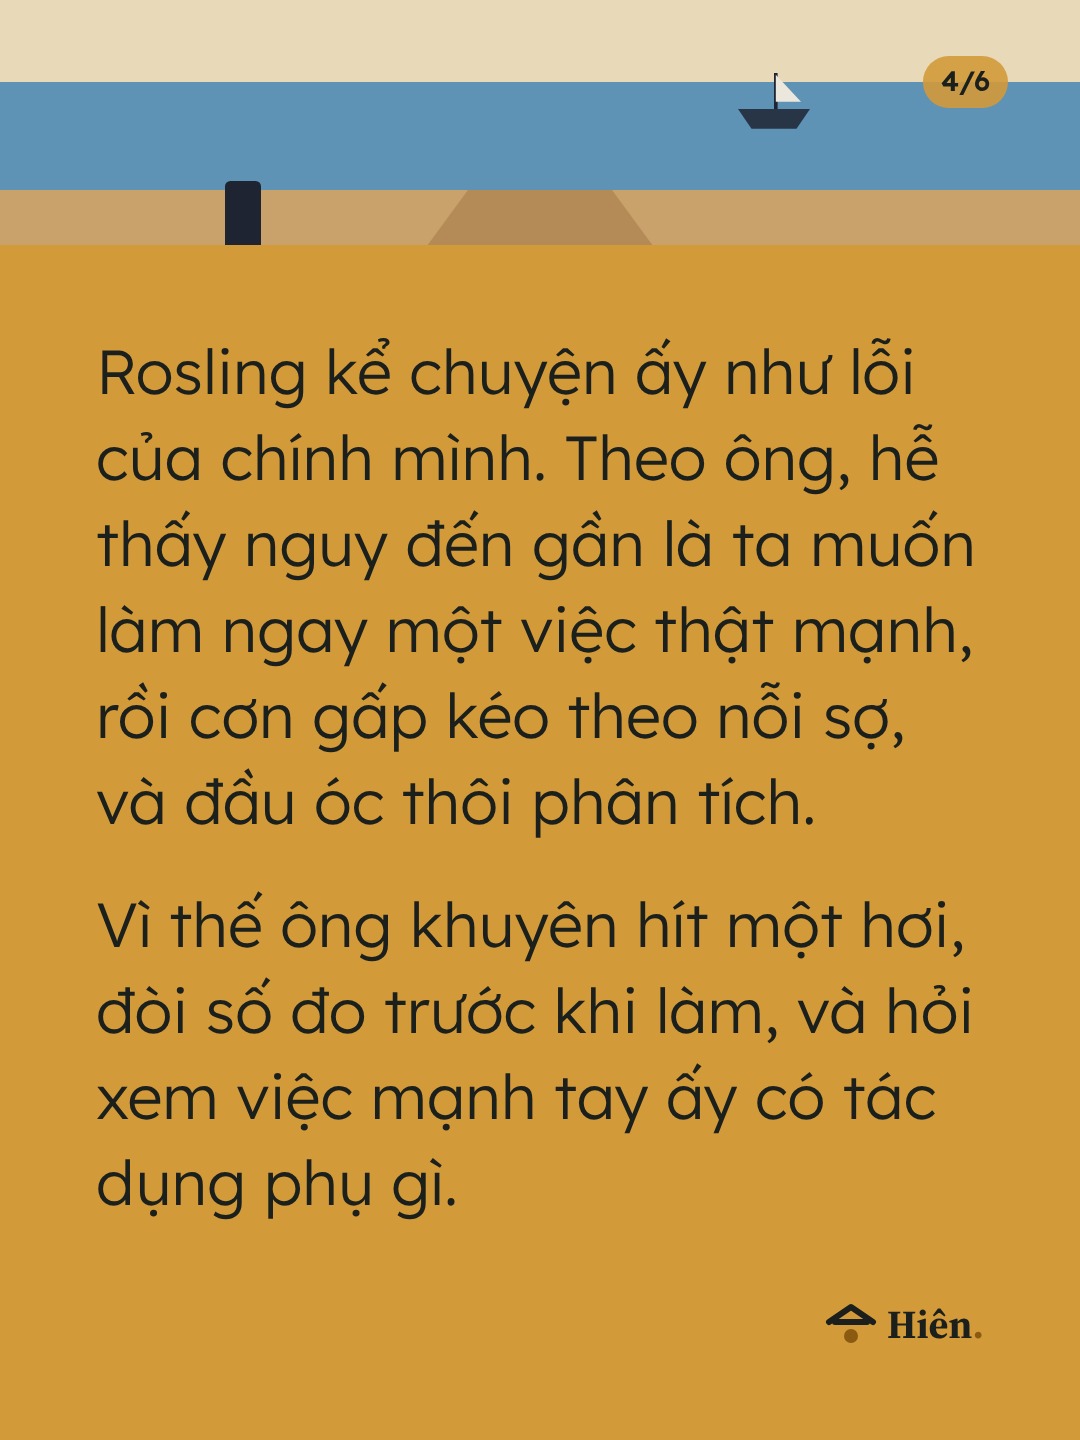 4/6
Rosling kể chuyện ấy như lỗi
của chính mình. Theo ông, hễ
thấy nguy đến gần là ta muốn
làm ngay một việc thật mạnh,
rồi cơn gấp kéo theo nỗi sợ,
và đầu óc thôi phân tích.
Vì thế ông khuyên hít một hơi,
đòi số đo trước khi làm, và hỏi
xem việc mạnh tay ấy có tác
dụng phụ gì.
Hiên.